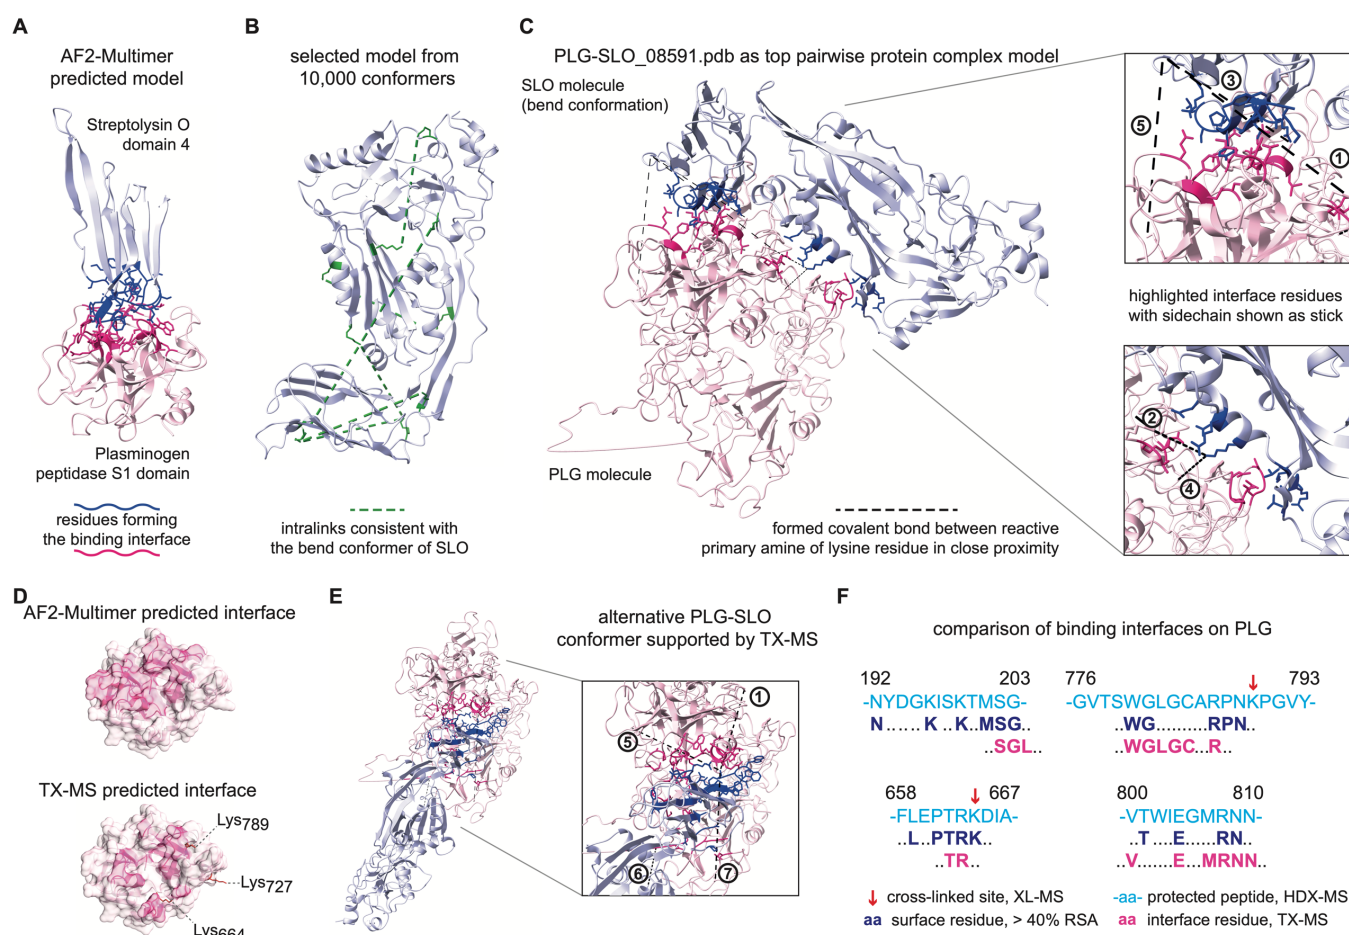 A
AF2-Multimer
predicted model
Streptolysin O
domain 4
Plasminogen
peptidase S1 domain
residues forming
the binding interface
B
selected model from
10,000 conformers
intralinks consistent with
the bend conformer of SLO
C
PLG-SLO_08591.pdb as top pairwise protein complex model
SLO molecule
(bend conformation)
PLG molecule
formed covalent bond between reactive
primary amine of lysine residue in close proximity
③
⑤
①
highlighted interface residues
with sidechain shown as stick
②
④
D
AF2-Multimer predicted interface
TX-MS predicted interface
Lys789
Lys727
Lys664
E
alternative PLG-SLO
conformer supported by TX-MS
①
⑤
⑥
⑦
F
comparison of binding interfaces on PLG
192 203
-NYDGKISKTMSG-
N......K..K..MSG..
..SGL..
776 793
-GVTSWGLGCARPNKPGVY-
..WG..........RPN..
..WGLGC...R..
658 667
-FLEPTRKDIA-
..L..PTRK..
..TR..
800 810
-VTWIEGMRNN-
..T.....E.......RN..
..V.......E...MRNN..
↓ cross-linked site, XL-MS
-aa- protected peptide, HDX-MS
aa surface residue, > 40% RSA
aa interface residue, TX-MS